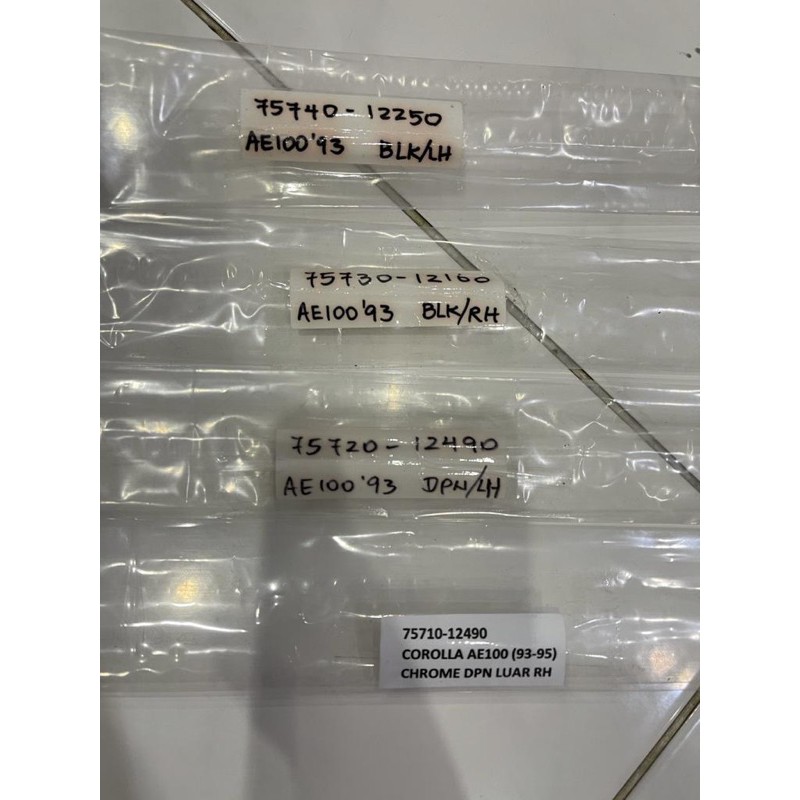 75740-12250
AE100'93 BLK/LH
75730-12160
AE100'93 BLK/RH
75720-12490
AE100'93 DPN/LH
75710-12490
COROLLA AE100 (93-95)
CHROME DPN LUAR RH